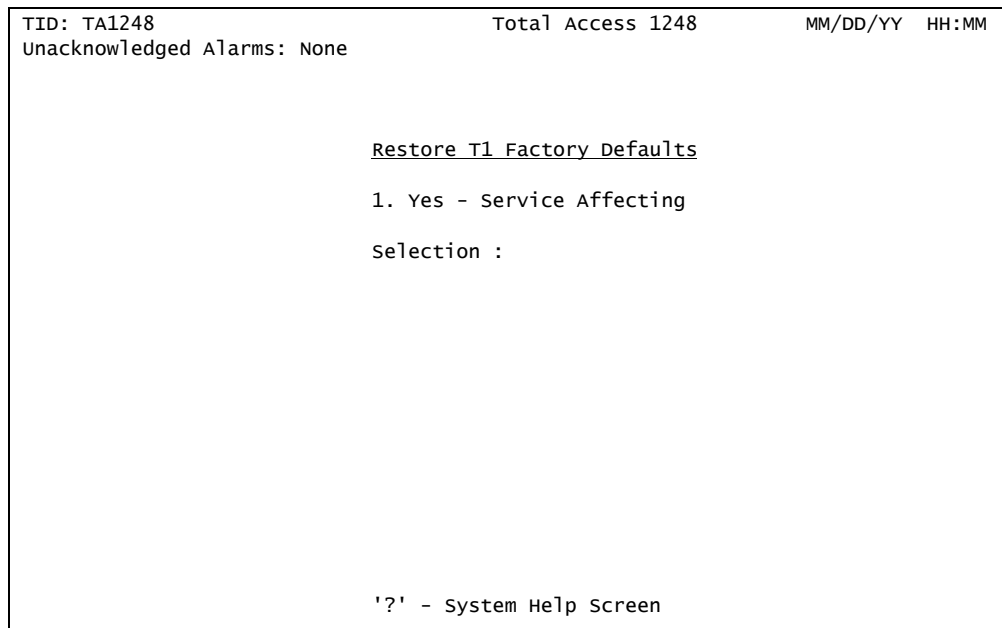 TID: TA1248 Total Access 1248 MM/DD/YY HH:MM
Unacknowledged Alarms: None
Restore T1 Factory Defaults
1. Yes – Service Affecting
Selection :
'?' – System Help Screen